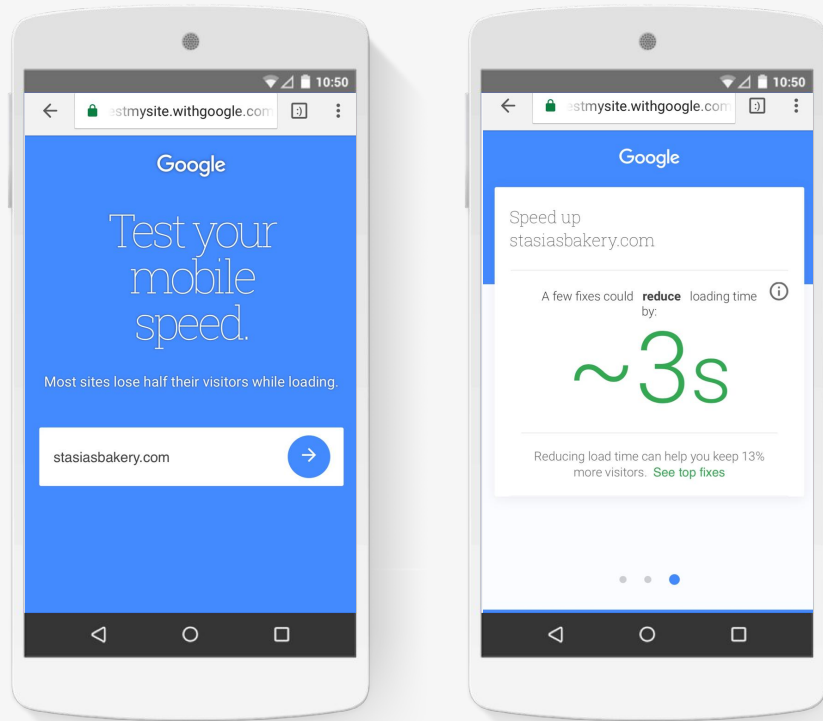 10:50
estmysite.withgoogle.com
:)
Google
Test your
mobile
speed.
Most sites lose half their visitors while loading.
stasiasbakery.com
10:50
estmysite.withgoogle.com
:)
Google
Speed up
stasiasbakery.com
A few fixes could reduce loading time
by:
~3s
Reducing load time can help you keep 13%
more visitors. See top fixes